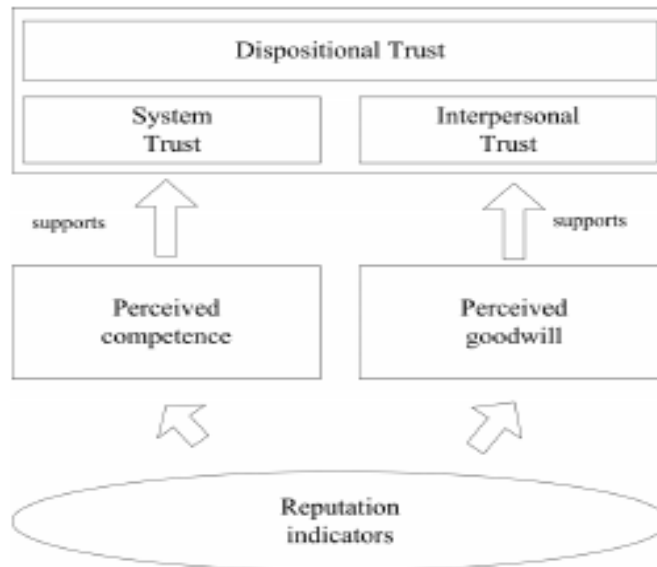 Dispositional Trust
System
Trust
Interpersonal
Trust
supports
supports
Perceived
competence
Perceived
goodwill
Reputation
indicators